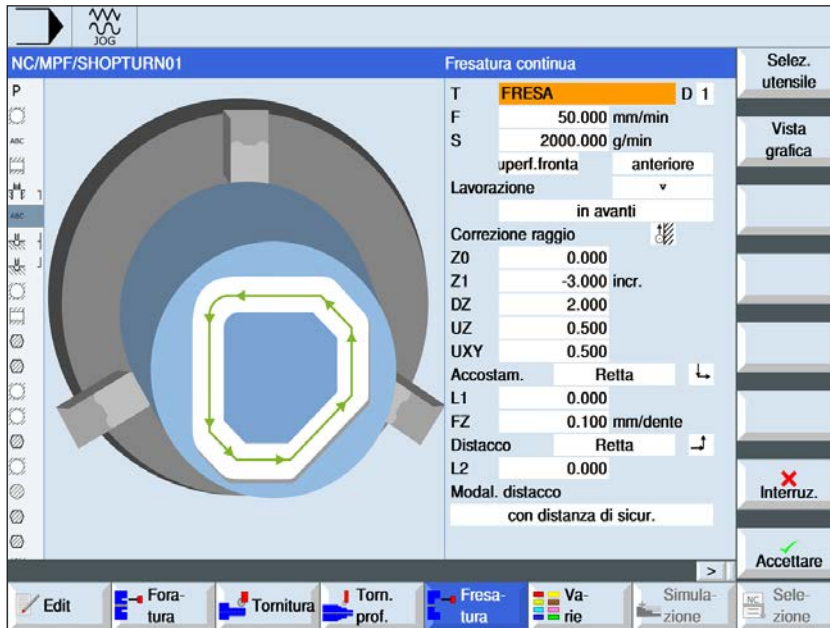 JOG
NC/MPF/SHOPTURN01
Fresatura continua
P
ABC
ABC
T FRESA D 1
F 50.000 mm/min
S 2000.000 g/min
uperf.fronta anteriore
Lavorazione ▿
in avanti
Correzione raggio
Z0 0.000
Z1 -3.000 incr.
DZ 2.000
UZ 0.500
UXY 0.500
Accostam. Retta
L1 0.000
FZ 0.100 mm/dente
Distacco Retta
L2 0.000
Modal. distacco
con distanza di sicur.
Selez.
utensile
Vista
grafica
Interruz.
Accettare
>
Edit
Fora-
tura
Tornitura
Torn.
prof.
Fresa-
tura
Va-
rie
Simula-
zione
NC
Sele-
zione